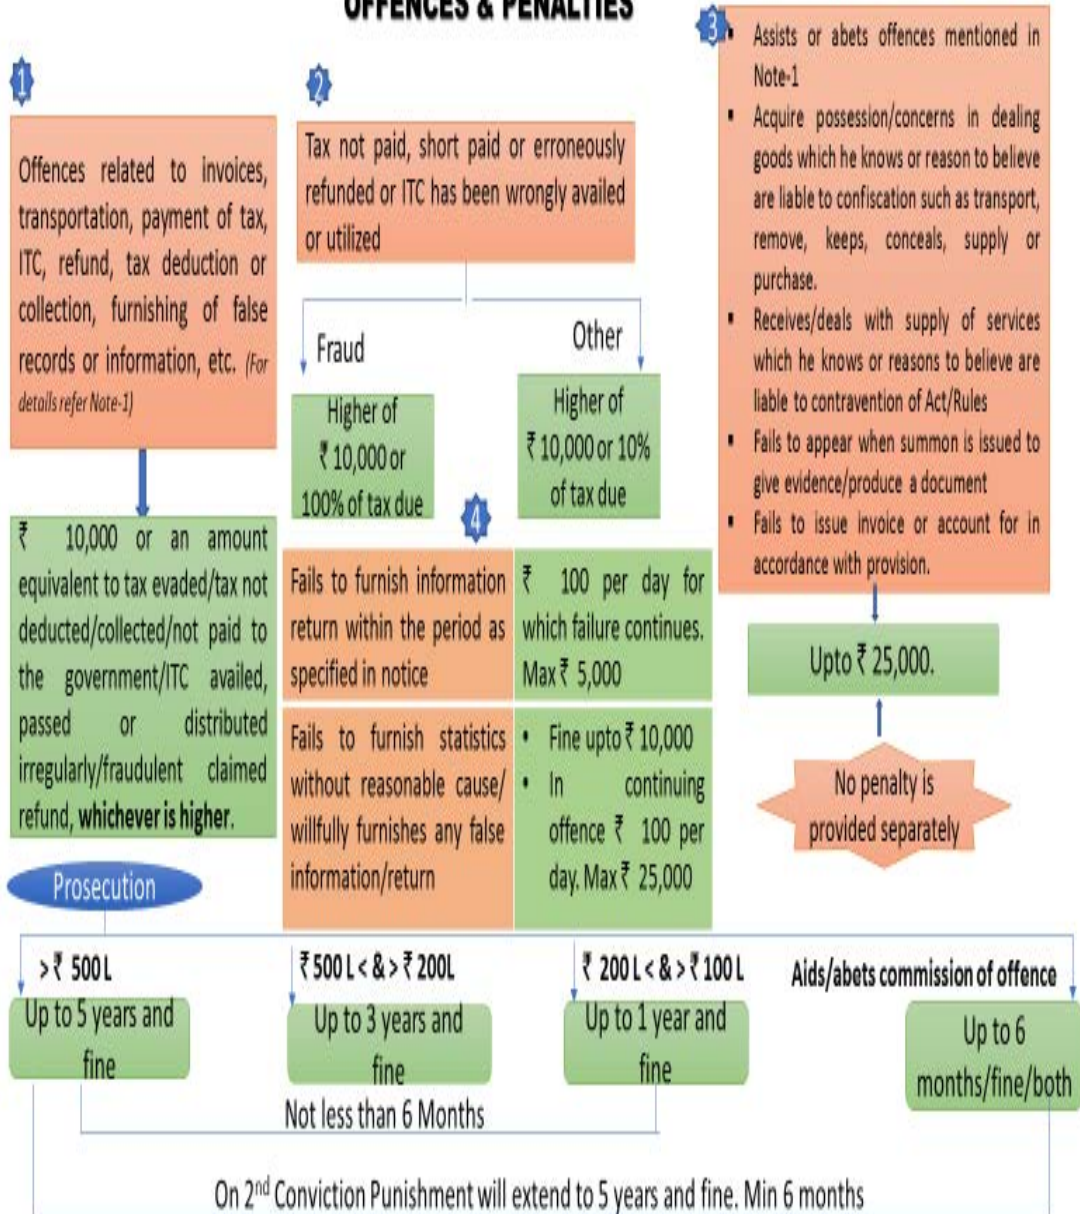 OFFENCES & PENALTIES
1
Offences related to invoices,
transportation, payment of tax,
ITC, refund, tax deduction or
collection, furnishing of false
records or information, etc. (For
details refer Note-1)
₹ 10,000 or an amount
equivalent to tax evaded/tax not
deducted/collected/not paid to
the government/ITC availed,
passed or distributed
irregularly/fraudulent claimed
refund, whichever is higher.
2
Tax not paid, short paid or erroneously
refunded or ITC has been wrongly availed
or utilized
Fraud
Higher of
₹ 10,000 or
100% of tax due
Other
Higher of
₹ 10,000 or 10%
of tax due
3
▪ Assists or abets offences mentioned in
Note-1
▪ Acquire possession/concerns in dealing
goods which he knows or reason to believe
are liable to confiscation such as transport,
remove, keeps, conceals, supply or
purchase.
▪ Receives/deals with supply of services
which he knows or reasons to believe are
liable to contravention of Act/Rules
▪ Fails to appear when summon is issued to
give evidence/produce a document
▪ Fails to issue invoice or account for in
accordance with provision.
Upto ₹ 25,000.
No penalty is
provided separately
4
Fails to furnish information
return within the period as
specified in notice
₹ 100 per day for
which failure continues.
Max ₹ 5,000
Fails to furnish statistics
without reasonable cause/
willfully furnishes any false
information/return
• Fine upto ₹ 10,000
• In continuing
offence ₹ 100 per
day. Max ₹ 25,000
Prosecution
> ₹ 500 L
Up to 5 years and
fine
₹ 500 L < & > ₹ 200L
Up to 3 years and
fine
₹ 200 L < & > ₹ 100 L
Up to 1 year and
fine
Aids/abets commission of offence
Up to 6
months/fine/both
Not less than 6 Months
On 2nd Conviction Punishment will extend to 5 years and fine. Min 6 months